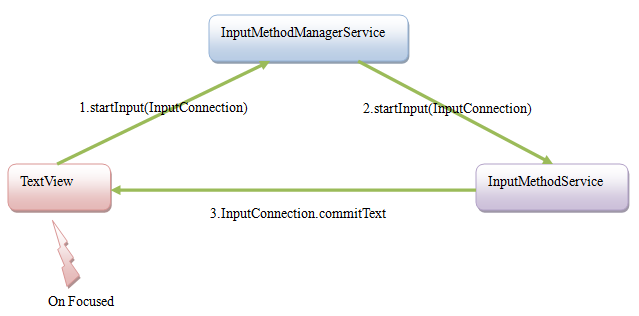 InputMethodManagerService
1.startInput(InputConnection)
2.startInput(InputConnection)
TextView
InputMethodService
3.InputConnection.commitText
On Focused